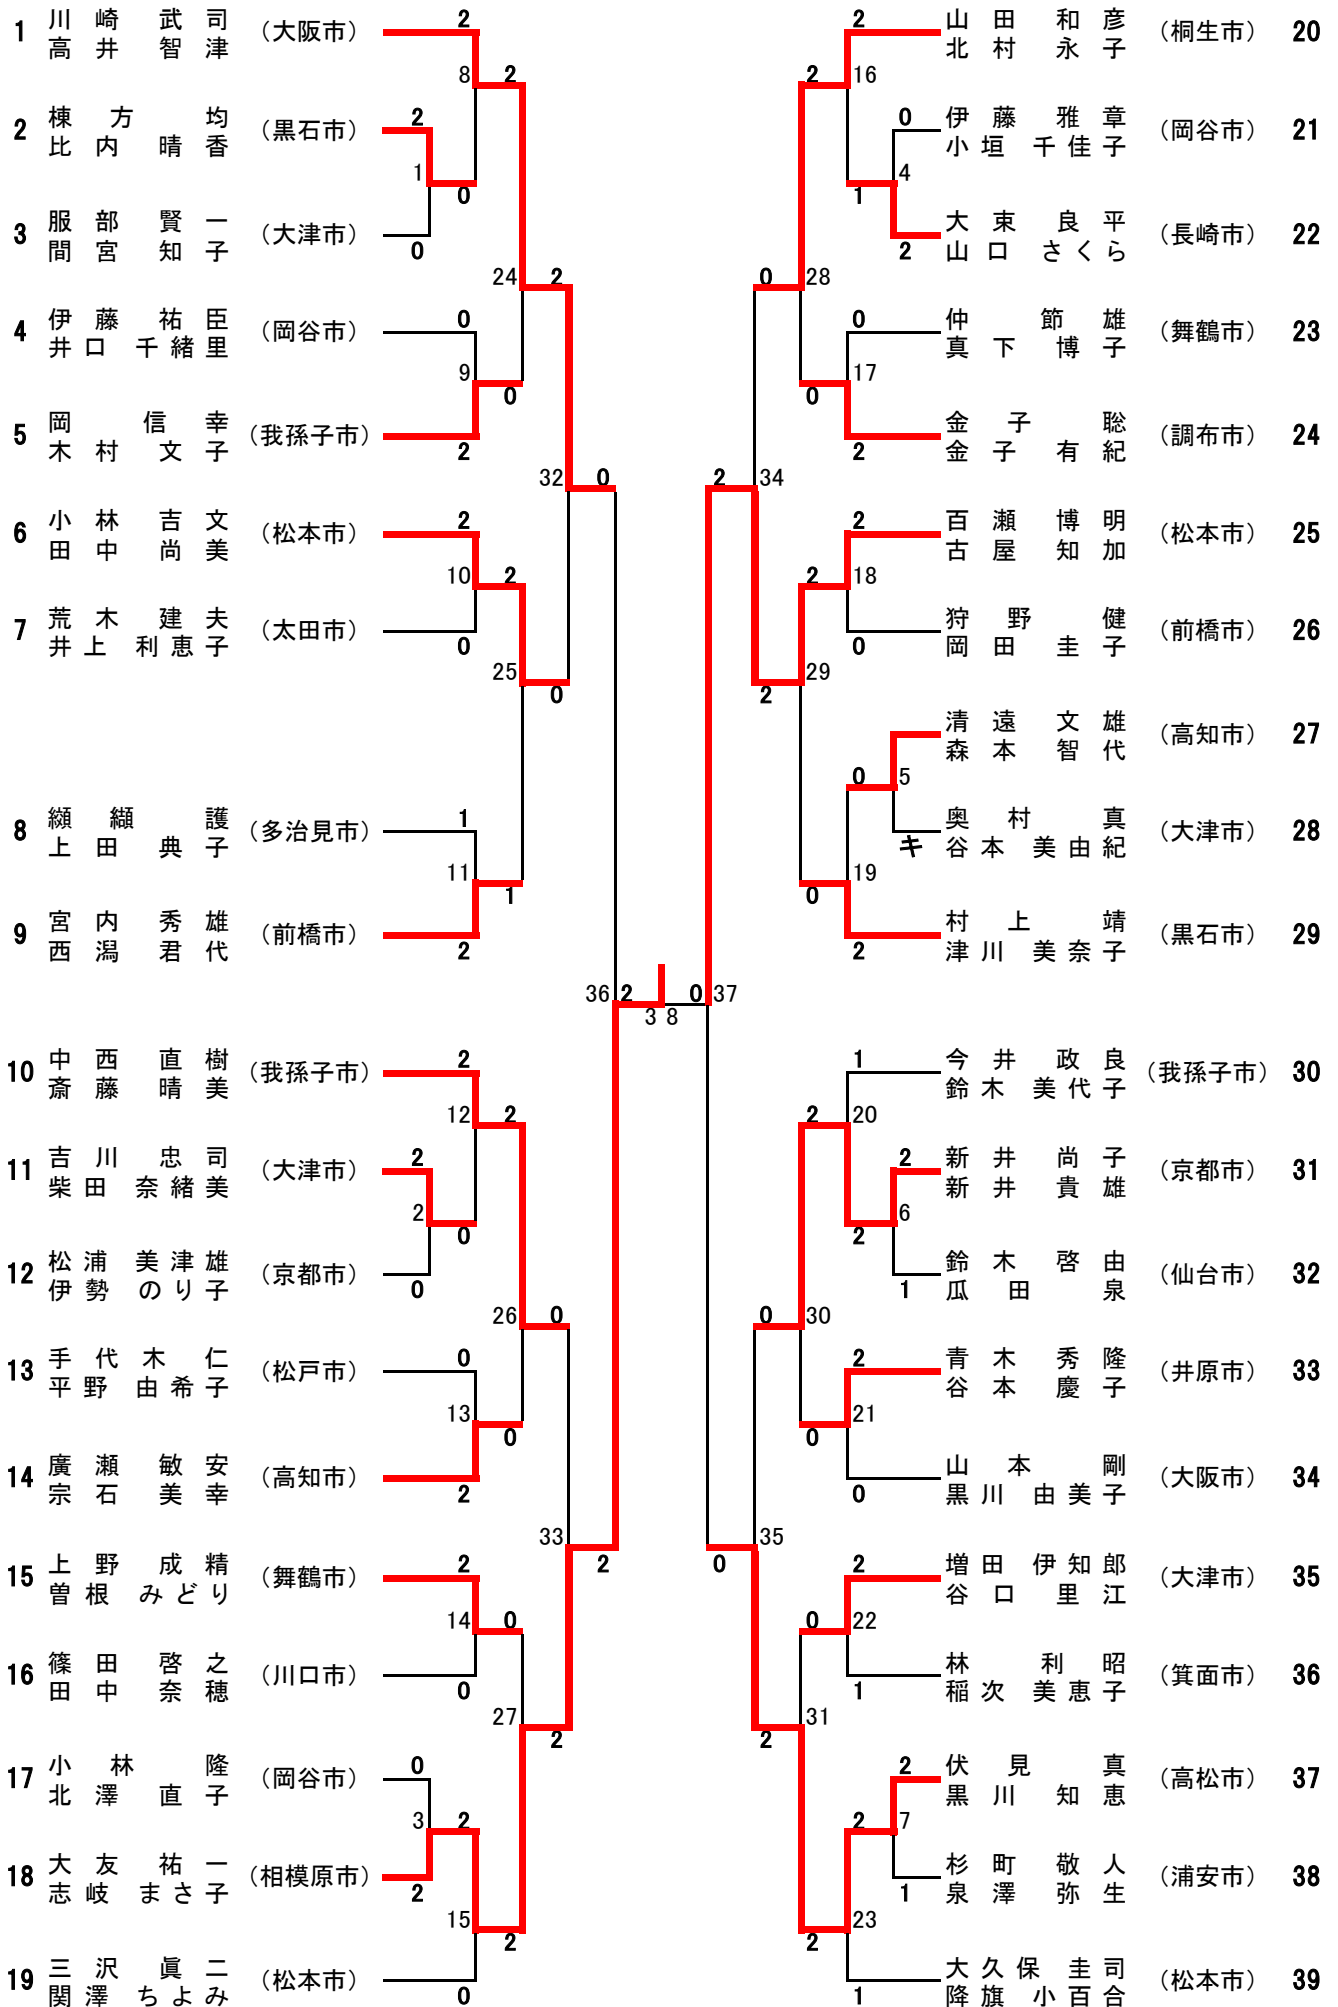 1 川崎 武司 高井 智津 (大阪市) 2
8 2
2 棟方 均 比内 晴香 (黒石市) 2
1 0
3 服部 賢一 間宮 知子 (大津市) 0
24 2
4 伊藤 祐臣 井口 千緒里 (岡谷市) 0
9 0
5 岡 信幸 木村 文子 (我孫子市) 2
32 0
6 小林 吉文 田中 尚美 (松本市) 2
10 2
7 荒木 建夫 井上 利恵子 (太田市) 0
25 0
8 纐纈 護 上田 典子 (多治見市) 1
11 1
9 宮内 秀雄 西潟 君代 (前橋市) 2
36 2 0 37
38
10 中西 直樹 斎藤 晴美 (我孫子市) 2
12 2
11 吉川 忠司 柴田 奈緒美 (大津市) 2
2 0
12 松浦 美津雄 伊勢 のり子 (京都市) 0
26 0
13 手代木 仁 平野 由希子 (松戸市) 0
13 0
14 廣瀬 敏安 宗石 美幸 (高知市) 2
33 2
15 上野 成精 曽根 みどり (舞鶴市) 2
14 0
16 篠田 啓之 田中 奈穂 (川口市) 0
27 2
17 小林 隆 北澤 直子 (岡谷市) 0
3 2
18 大友 祐一 志岐 まさ子 (相模原市) 2
15 2
19 三沢 眞二 関澤 ちよみ (松本市) 0
2 山田 和彦 北村 永子 (桐生市) 20
2 16
0 伊藤 雅章 小垣 千佳子 (岡谷市) 21
1 4
2 大束 良平 山口 さくら (長崎市) 22
0 28
0 仲 節雄 真下 博子 (舞鶴市) 23
0 17
2 金子 聡 金子 有紀 (調布市) 24
2 34
2 百瀬 博明 古屋 知加 (松本市) 25
2 18
0 狩野 健 岡田 圭子 (前橋市) 26
2 29
清遠 文雄 森本 智代 (高知市) 27
0 5
キ 奥村 真 谷本 美由紀 (大津市) 28
0 19
2 村上 靖 津川 美奈子 (黒石市) 29
1 今井 政良 鈴木 美代子 (我孫子市) 30
2 20
2 新井 尚子 新井 貴雄 (京都市) 31
2 6
1 鈴木 啓由 瓜田 泉 (仙台市) 32
0 30
2 青木 秀隆 谷本 慶子 (井原市) 33
0 21
0 山本 剛 黒川 由美子 (大阪市) 34
0 35
2 増田 伊知郎 谷口 里江 (大津市) 35
0 22
1 林 利昭 稲次 美恵子 (箕面市) 36
2 31
2 伏見 真 黒川 知恵 (高松市) 37
2 7
1 杉町 敬人 泉澤 弥生 (浦安市) 38
2 23
1 大久保 圭司 降旗 小百合 (松本市) 39